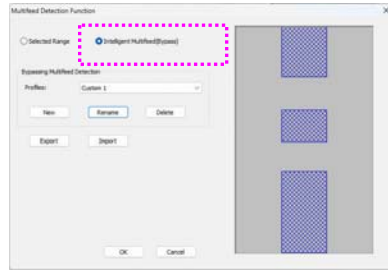 Multifeed Detection Function
Selected Range
Intelligent Multifeed(Bypass)
Bypassing Multifeed Detection
Profiles:
Custom 1
New
Rename
Delete
Export
Import
OK
Cancel